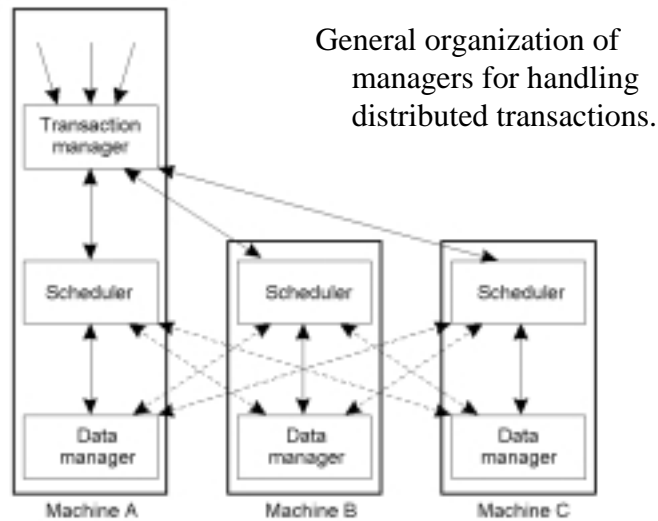 General organization of
managers for handling
distributed transactions.
Transaction
manager
Scheduler
Scheduler
Scheduler
Data
manager
Data
manager
Data
manager
Machine A
Machine B
Machine C